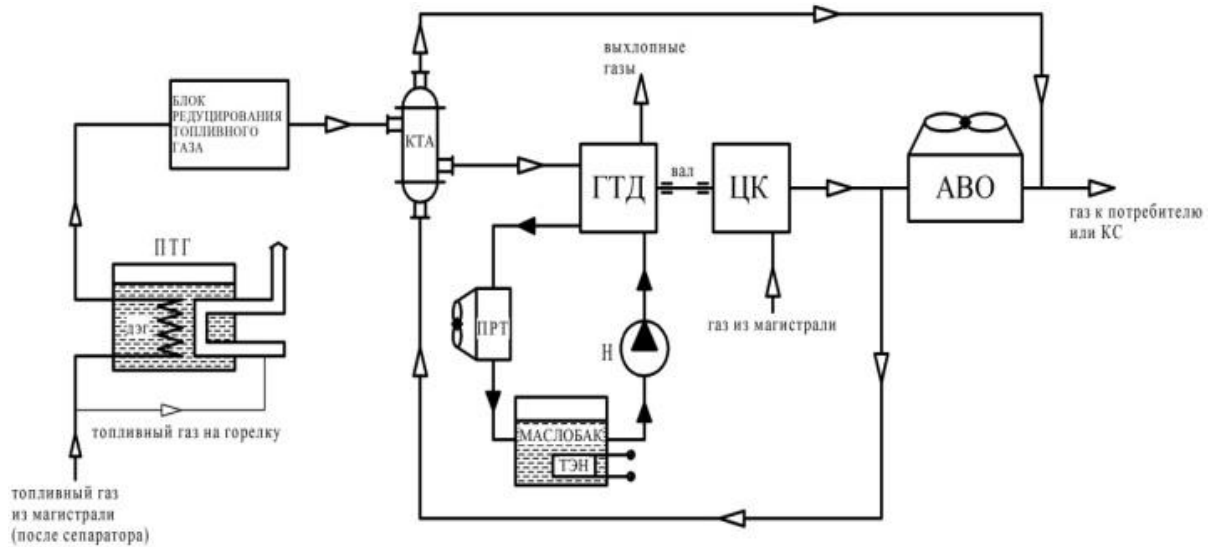 выхлопные
газы
БЛОК
РЕДУЦИРОВАНИЯ
ТОПЛИВНОГО
ГАЗА
КТА
ГТД
вал
ЦК
АВО
газ к потребителю
или КС
ПТГ
дэг
газ из магистрали
ПРТ
Н
топливный газ на горелку
МАСЛОБАК
ТЭН
топливный газ
из магистрали
(после сепаратора)